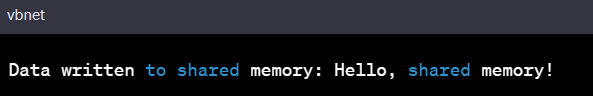 vbnet
Data written to shared memory: Hello, shared memory!